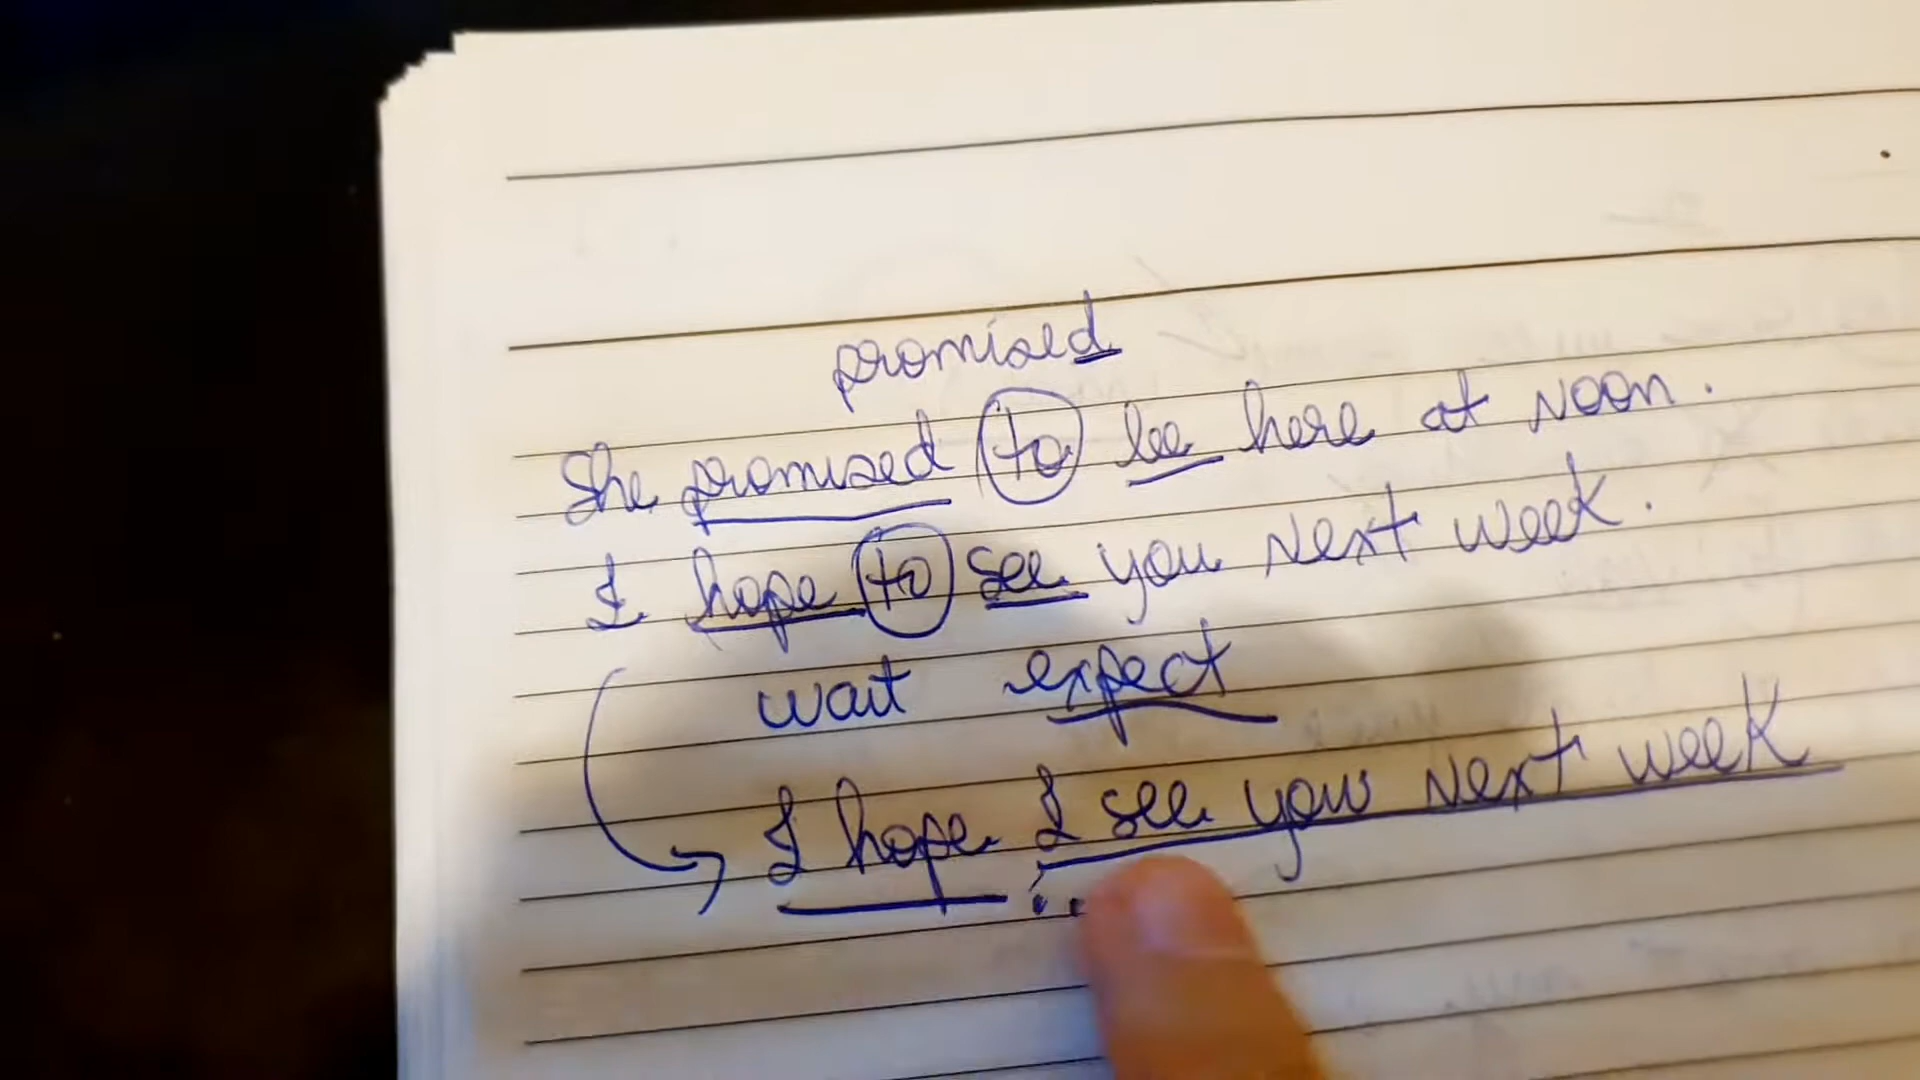 promised
She promised to be here at noon.
I hope to see you next week.
wait expect
I hope I see you next week